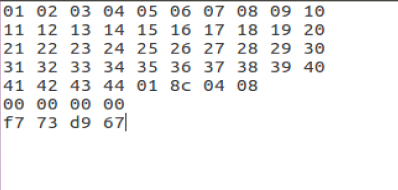 01 02 03 04 05 06 07 08 09 10
11 12 13 14 15 16 17 18 19 20
21 22 23 24 25 26 27 28 29 30
31 32 33 34 35 36 37 38 39 40
41 42 43 44 01 8c 04 08
00 00 00 00
f7 73 d9 67